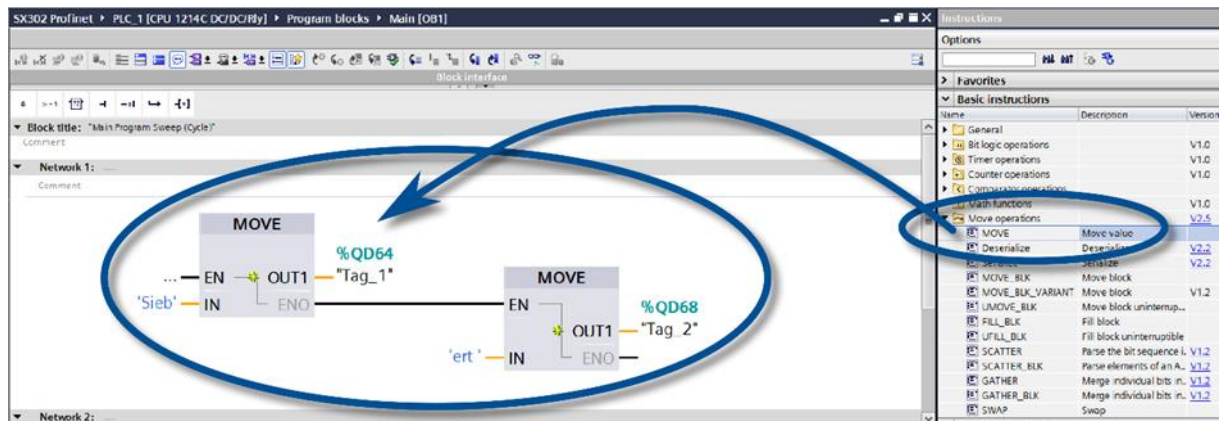 SX302 Profinet ▸ PLC_1 [CPU 1214C DC/DC/Rly] ▸ Program blocks ▸ Main [OB1]
Block interface
& >=1
Block title: "Main Program Sweep (Cycle)"
Comment
Network 1:
Comment
MOVE
%QD64
... EN OUT1 "Tag_1"
'Sieb' IN ENO
MOVE
EN
%QD68
OUT1 "Tag_2"
'ert ' IN ENO
Network 2:
Instructions
Options
Favorites
Basic instructions
Name Description Version
General
Bit logic operations V1.0
Timer operations V1.0
Counter operations V1.0
Comparator operations
Math functions V1.0
Move operations V2.5
MOVE Move value
Deserialize Deserialize V2.2
Serialize Serialize V2.2
MOVE_BLK Move block
MOVE_BLK_VARIANT Move block V1.2
UMOVE_BLK Move block uninterrup...
FILL_BLK Fill block
UFILL_BLK Fill block uninterruptible
SCATTER Parse the bit sequence i.. V1.2
SCATTER_BLK Parse elements of an A.. V1.2
GATHER Merge individual bits in.. V1.2
GATHER_BLK Merge individual bits in.. V1.2
SWAP Swap